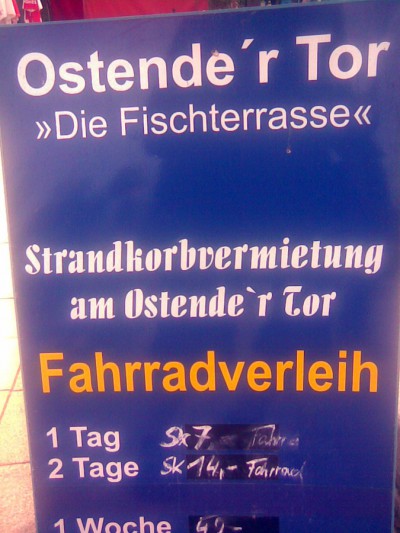 Ostende´r Tor
»Die Fischterrasse«
Strandkorbvermietung
am Ostende`r Tor
Fahrradverleih
1 Tag SK 7,- Fahrrad
2 Tage SK 14,- Fahrrad
1 Woche